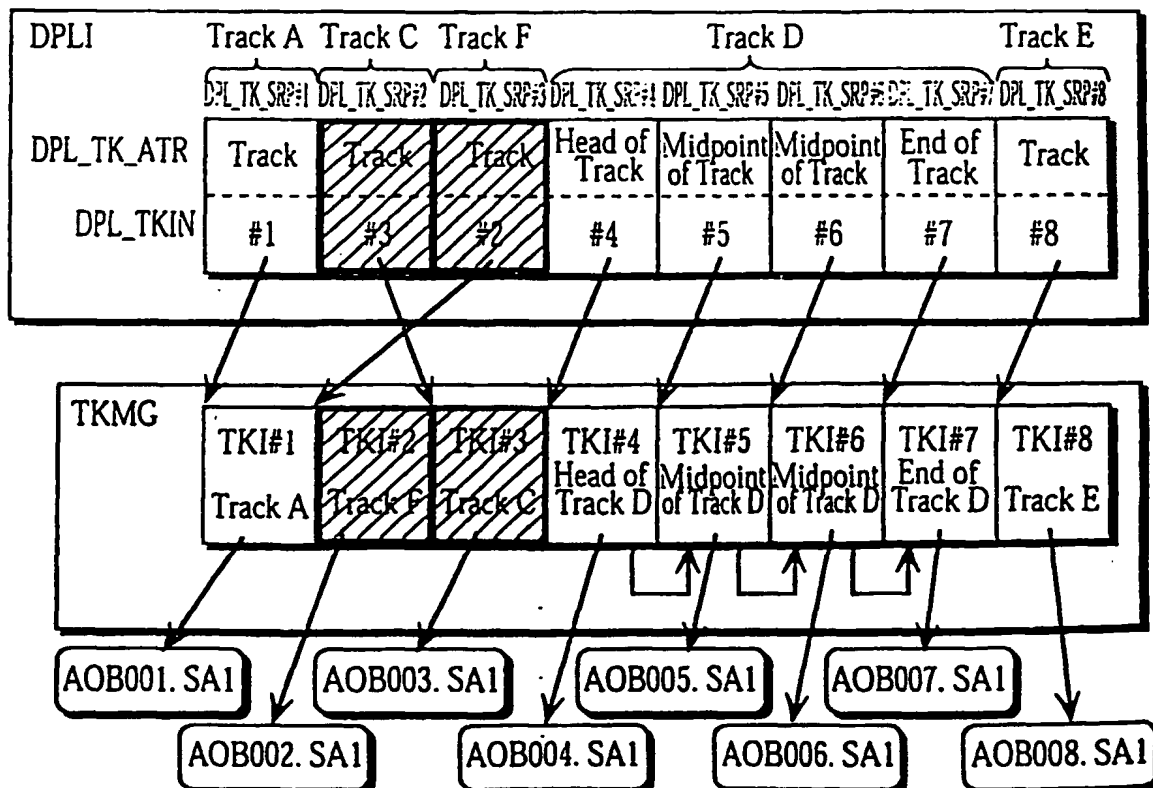 DPLI Track A Track C Track F Track D Track E
DPL_TK_SRP#1 DPL_TK_SRP#2 DPL_TK_SRP#3 DPL_TK_SRP#4 DPL_TK_SRP#5 DPL_TK_SRP#6 DPL_TK_SRP#7 DPL_TK_SRP#8
DPL_TK_ATR Track Track Track Head of Track Midpoint of Track Midpoint of Track End of Track Track
DPL_TKIN #1 #3 #2 #4 #5 #6 #7 #8
TKMG TKI#1 TKI#2 TKI#3 TKI#4 TKI#5 TKI#6 TKI#7 TKI#8
Track A Track F Track C Head of Track D Midpoint of Track D Midpoint of Track D End of Track D Track E
AOB001. SA1 AOB003. SA1 AOB005. SA1 AOB007. SA1
AOB002. SA1 AOB004. SA1 AOB006. SA1 AOB008. SA1